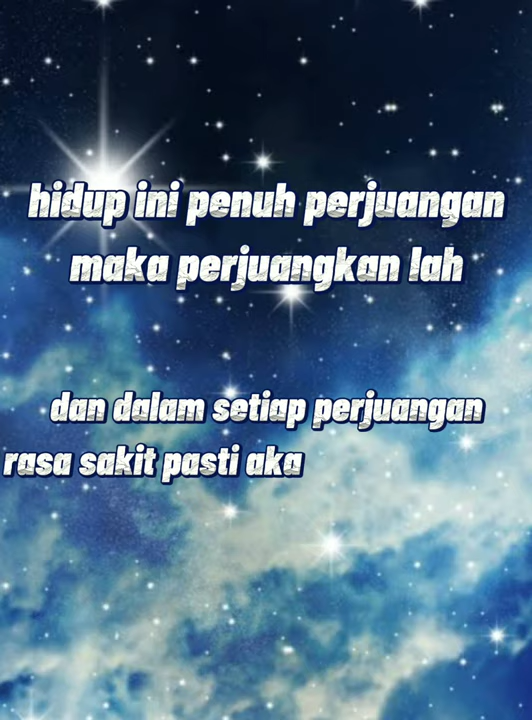 hidup ini penuh perjuangan
maka perjuangkan lah
dan dalam setiap perjuangan
rasa sakit pasti aka